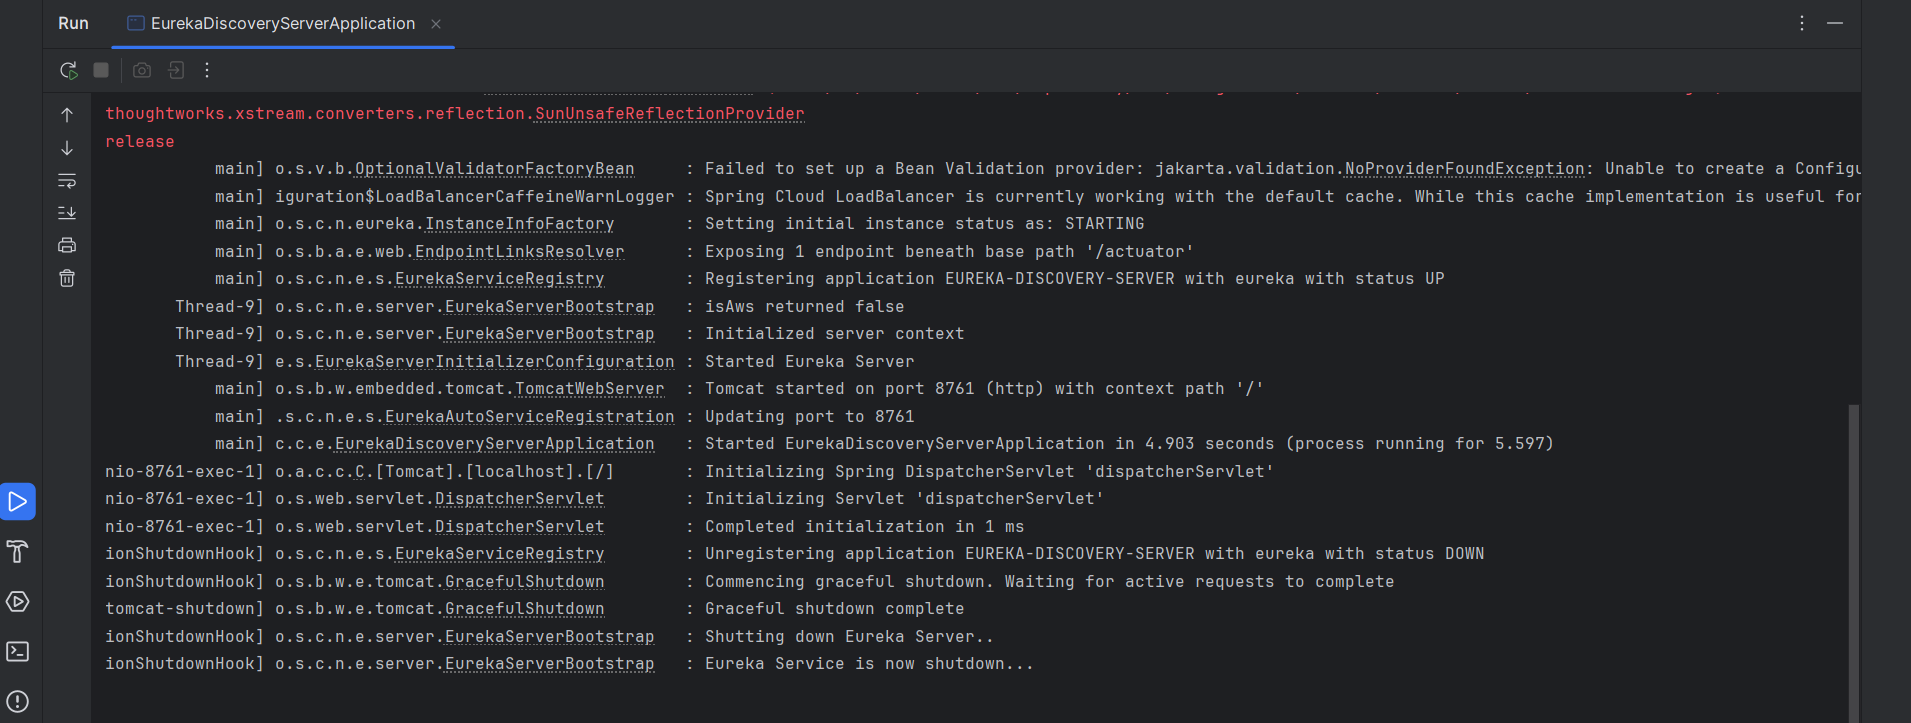 Run EurekaDiscoveryServerApplication
thoughtworks.xstream.converters.reflection.SunUnsafeReflectionProvider
release
main] o.s.v.b.OptionalValidatorFactoryBean : Failed to set up a Bean Validation provider: jakarta.validation.NoProviderFoundException: Unable to create a Configu
main] iguration$LoadBalancerCaffeineWarnLogger : Spring Cloud LoadBalancer is currently working with the default cache. While this cache implementation is useful for
main] o.s.c.n.eureka.InstanceInfoFactory : Setting initial instance status as: STARTING
main] o.s.b.a.e.web.EndpointLinksResolver : Exposing 1 endpoint beneath base path '/actuator'
main] o.s.c.n.e.s.EurekaServiceRegistry : Registering application EUREKA-DISCOVERY-SERVER with eureka with status UP
Thread-9] o.s.c.n.e.server.EurekaServerBootstrap : isAws returned false
Thread-9] o.s.c.n.e.server.EurekaServerBootstrap : Initialized server context
Thread-9] e.s.EurekaServerInitializerConfiguration : Started Eureka Server
main] o.s.b.w.embedded.tomcat.TomcatWebServer : Tomcat started on port 8761 (http) with context path '/'
main] .s.c.n.e.s.EurekaAutoServiceRegistration : Updating port to 8761
main] c.c.e.EurekaDiscoveryServerApplication : Started EurekaDiscoveryServerApplication in 4.903 seconds (process running for 5.597)
nio-8761-exec-1] o.a.c.c.C.[Tomcat].[localhost].[/] : Initializing Spring DispatcherServlet 'dispatcherServlet'
nio-8761-exec-1] o.s.web.servlet.DispatcherServlet : Initializing Servlet 'dispatcherServlet'
nio-8761-exec-1] o.s.web.servlet.DispatcherServlet : Completed initialization in 1 ms
ionShutdownHook] o.s.c.n.e.s.EurekaServiceRegistry : Unregistering application EUREKA-DISCOVERY-SERVER with eureka with status DOWN
ionShutdownHook] o.s.b.w.e.tomcat.GracefulShutdown : Commencing graceful shutdown. Waiting for active requests to complete
tomcat-shutdown] o.s.b.w.e.tomcat.GracefulShutdown : Graceful shutdown complete
ionShutdownHook] o.s.c.n.e.server.EurekaServerBootstrap : Shutting down Eureka Server..
ionShutdownHook] o.s.c.n.e.server.EurekaServerBootstrap : Eureka Service is now shutdown...